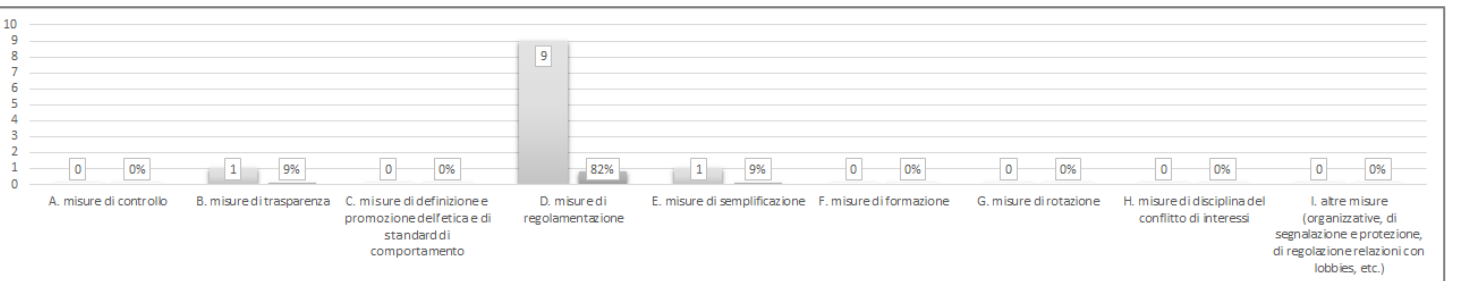 10
9
8
7
6
5
4
3
2
1
0
9
0 0% 1 9% 0 0% 82% 1 9% 0 0% 0 0% 0 0% 0 0%
A. misure di controllo
B. misure di trasparenza
C. misure di definizione e
promozione dell'etica e di
standard di
comportamento
D. misure di
regolamentazione
E. misure di semplificazione
F. misure di formazione
G. misure di rotazione
H. misure di disciplina del
conflitto di interessi
I. altre misure
(organizzative, di
segnalazione e protezione,
di regolazione relazioni con
lobbies, etc.)